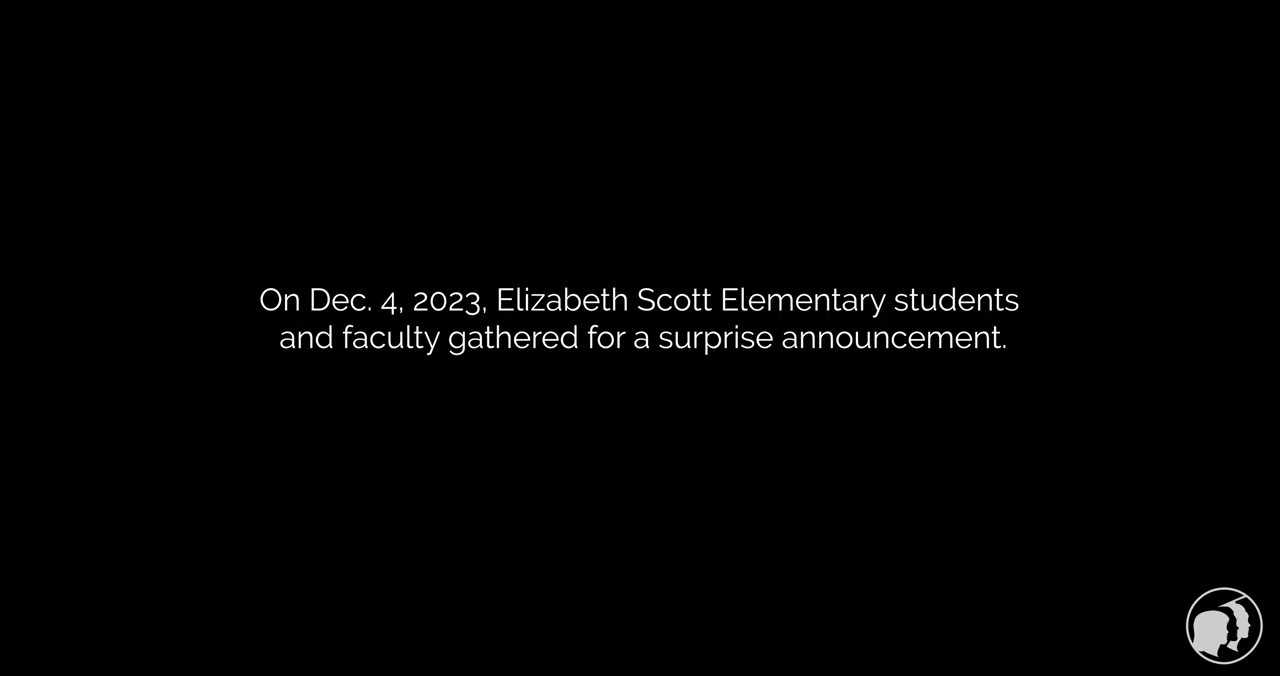 On Dec. 4, 2023, Elizabeth Scott Elementary students
and faculty gathered for a surprise announcement.